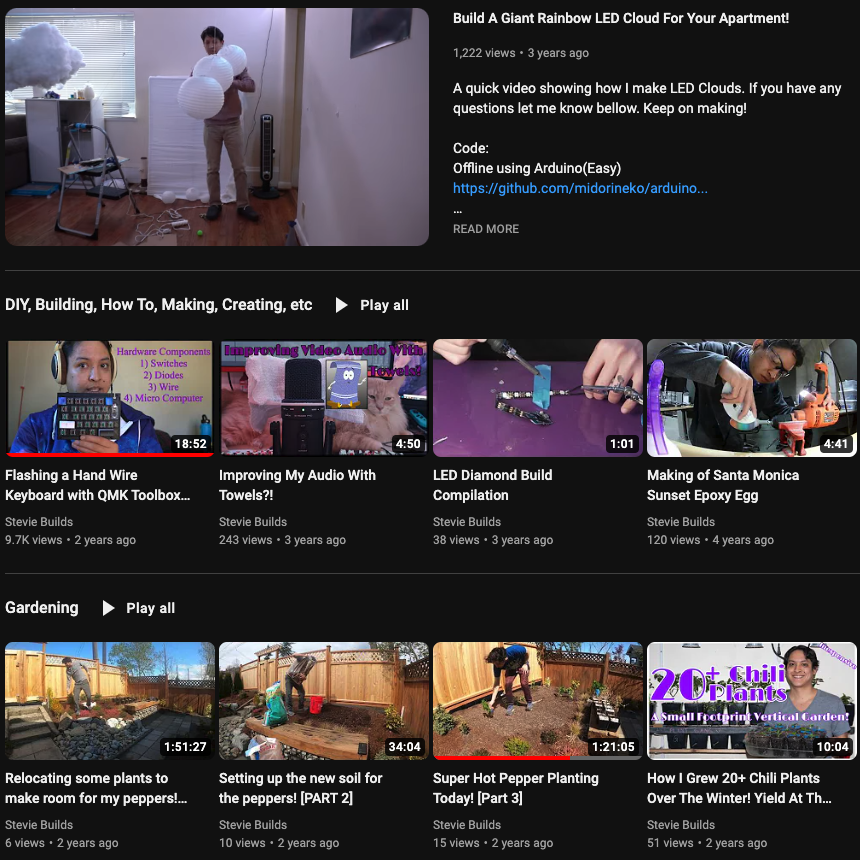 Build A Giant Rainbow LED Cloud For Your Apartment!
1,222 views • 3 years ago
A quick video showing how I make LED Clouds. If you have any
questions let me know bellow. Keep on making!
Code:
Offline using Arduino(Easy)
https://github.com/midorineko/arduino...
...
READ MORE
DIY, Building, How To, Making, Creating, etc
Play all
Hardware Components
1) Switches
2) Diodes
3) Wire
4) Micro Computer
18:52
Improving Video Audio With
Towels!
4:50
1:01
4:41
Flashing a Hand Wire
Keyboard with QMK Toolbox...
Stevie Builds
9.7K views • 2 years ago
Improving My Audio With
Towels?!
Stevie Builds
243 views • 3 years ago
LED Diamond Build
Compilation
Stevie Builds
38 views • 3 years ago
Making of Santa Monica
Sunset Epoxy Egg
Stevie Builds
120 views • 4 years ago
Gardening
Play all
1:51:27
34:04
1:21:05
20+ Chili
Plants
A Small Footprint Vertical Garden!
10:04
Relocating some plants to
make room for my peppers!...
Stevie Builds
6 views • 2 years ago
Setting up the new soil for
the peppers! [PART 2]
Stevie Builds
10 views • 2 years ago
Super Hot Pepper Planting
Today! [Part 3]
Stevie Builds
15 views • 2 years ago
How I Grew 20+ Chili Plants
Over The Winter! Yield At Th...
Stevie Builds
51 views • 2 years ago